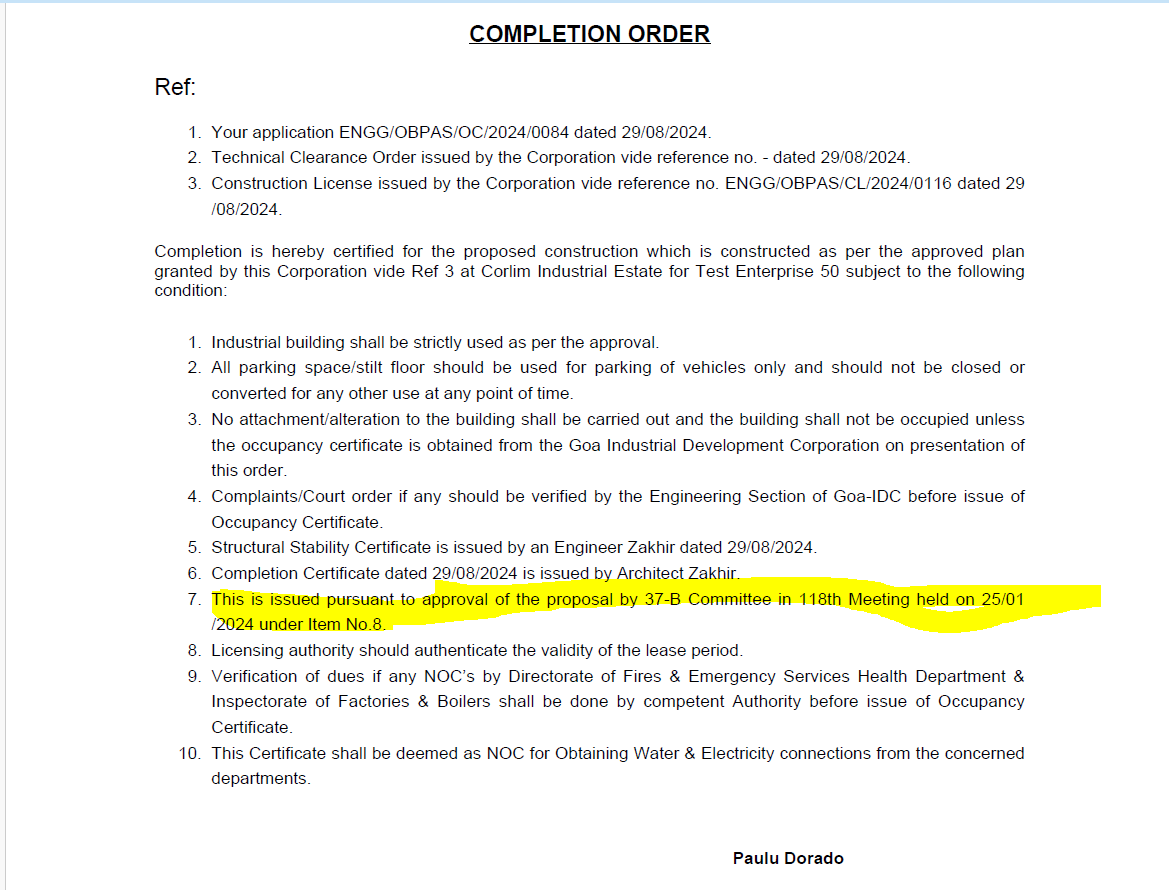 COMPLETION ORDER
Ref:
1. Your application ENGG/OBPAS/OC/2024/0084 dated 29/08/2024.
2. Technical Clearance Order issued by the Corporation vide reference no. - dated 29/08/2024.
3. Construction License issued by the Corporation vide reference no. ENGG/OBPAS/CL/2024/0116 dated 29
/08/2024.
Completion is hereby certified for the proposed construction which is constructed as per the approved plan
granted by this Corporation vide Ref 3 at Corlim Industrial Estate for Test Enterprise 50 subject to the following
condition:
1. Industrial building shall be strictly used as per the approval.
2. All parking space/stilt floor should be used for parking of vehicles only and should not be closed or
converted for any other use at any point of time.
3. No attachment/alteration to the building shall be carried out and the building shall not be occupied unless
the occupancy certificate is obtained from the Goa Industrial Development Corporation on presentation of
this order.
4. Complaints/Court order if any should be verified by the Engineering Section of Goa-IDC before issue of
Occupancy Certificate.
5. Structural Stability Certificate is issued by an Engineer Zakhir dated 29/08/2024.
6. Completion Certificate dated 29/08/2024 is issued by Architect Zakhir.
7. This is issued pursuant to approval of the proposal by 37-B Committee in 118th Meeting held on 25/01
/2024 under Item No.8.
8. Licensing authority should authenticate the validity of the lease period.
9. Verification of dues if any NOC’s by Directorate of Fires & Emergency Services Health Department &
Inspectorate of Factories & Boilers shall be done by competent Authority before issue of Occupancy
Certificate.
10. This Certificate shall be deemed as NOC for Obtaining Water & Electricity connections from the concerned
departments.
Paulu Dorado